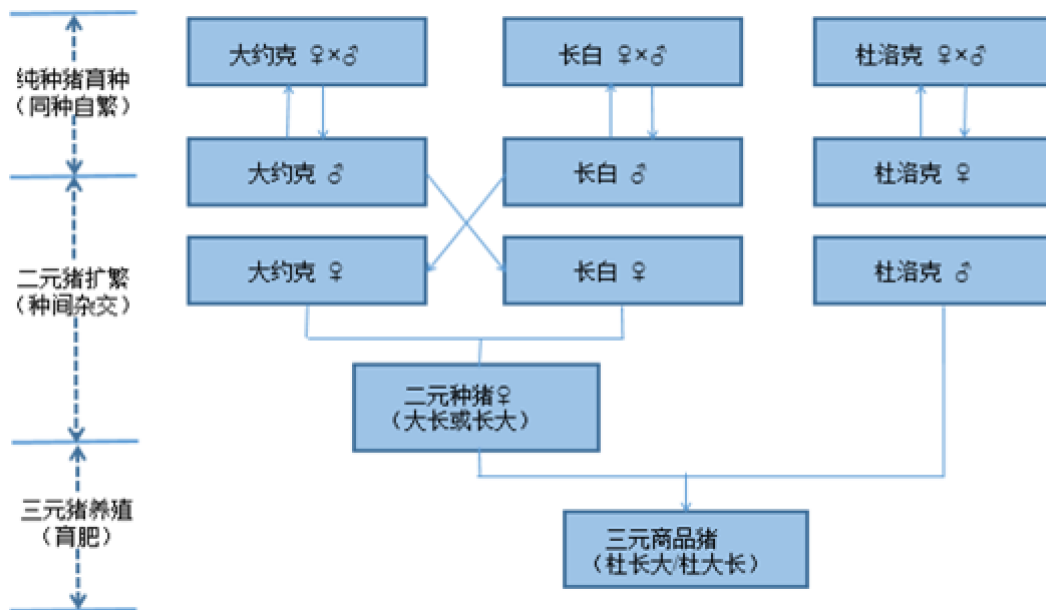 大约克 ♀×♂
长白 ♀×♂
杜洛克 ♀×♂
纯种猪育种
（同种自繁）
大约克 ♂
长白 ♂
杜洛克 ♀
二元猪扩繁
（种间杂交）
大约克 ♀
长白 ♀
杜洛克 ♂
二元种猪♀
（大长或长大）
三元猪养殖
（育肥）
三元商品猪
（杜长大/杜大长）